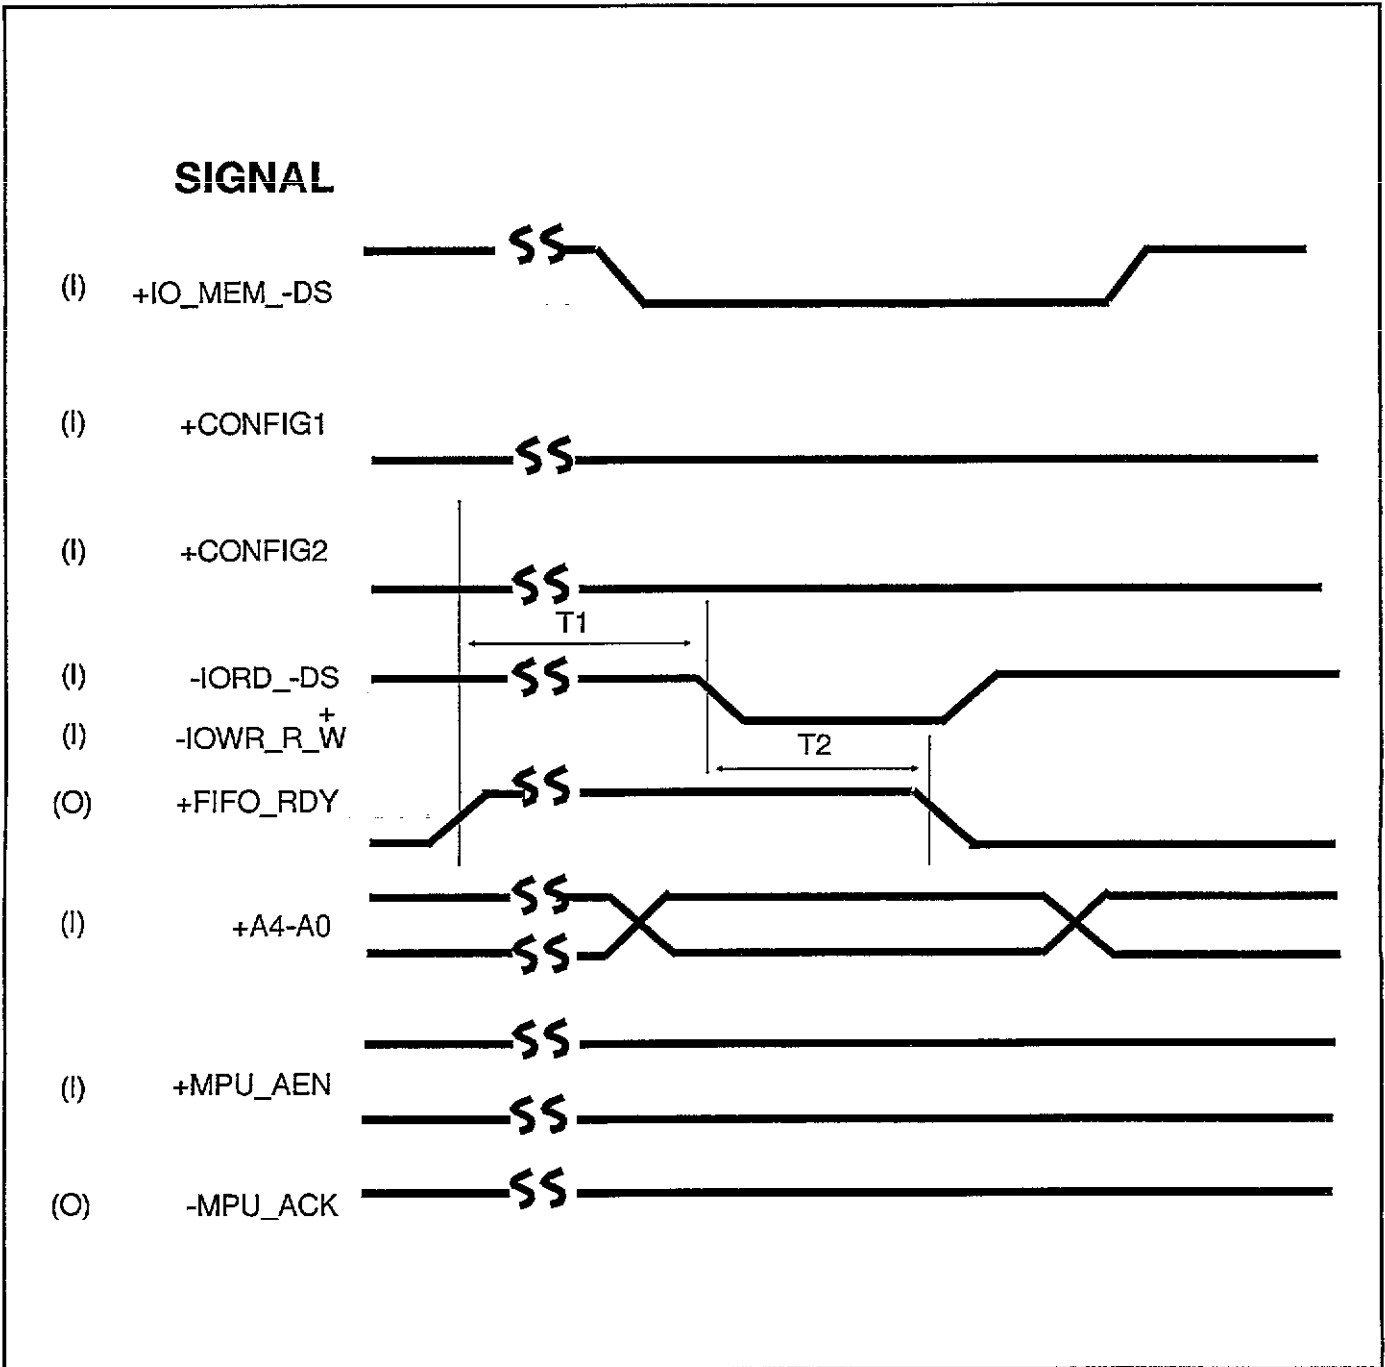 SIGNAL
(I) +IO_MEM_-DS
(I) +CONFIG1
(I) +CONFIG2
T1
(I) -IORD_-DS
+
(I) -IOWR_R_W
T2
(O) +FIFO_RDY
(I) +A4-A0
(I) +MPU_AEN
(O) -MPU_ACK